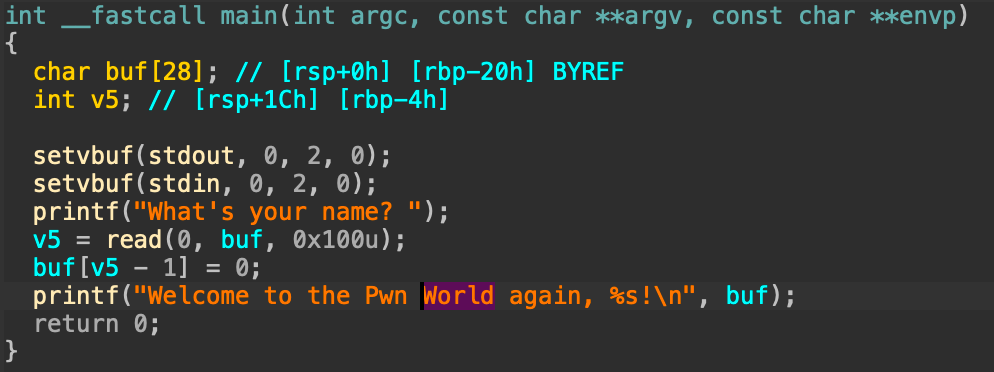 int __fastcall main(int argc, const char **argv, const char **envp)
{
  char buf[28]; // [rsp+0h] [rbp-20h] BYREF
  int v5; // [rsp+1Ch] [rbp-4h]

  setvbuf(stdout, 0, 2, 0);
  setvbuf(stdin, 0, 2, 0);
  printf("What's your name? ");
  v5 = read(0, buf, 0x100u);
  buf[v5 - 1] = 0;
  printf("Welcome to the Pwn World again, %s!\n", buf);
  return 0;
}